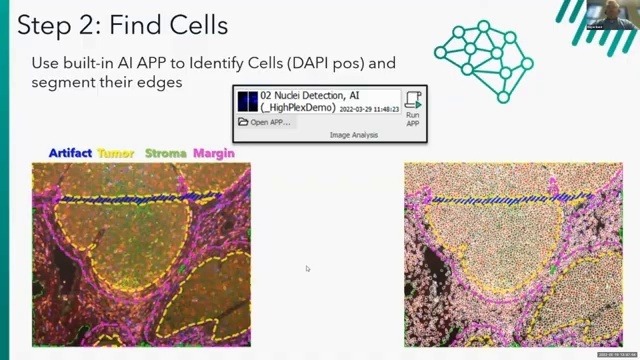 Step 2: Find Cells
Use built-in AI APP to Identify Cells (DAPI pos) and
segment their edges
02 Nuclei Detection, AI
(_HighPlexDemo) 2022-03-29 11:48:23
Open APP...
Run
APP
Image Analysis
Artifact Tumor Stroma Margin